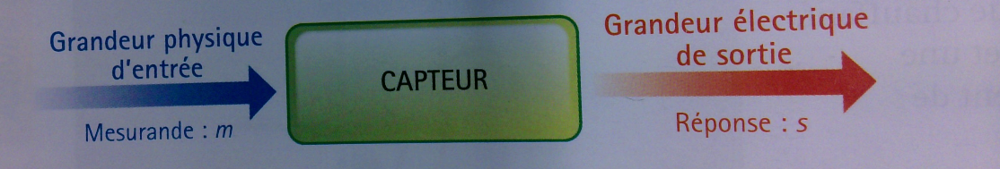 Grandeur physique
d'entrée
Mesurande : m
CAPTEUR
Grandeur électrique
de sortie
Réponse : s